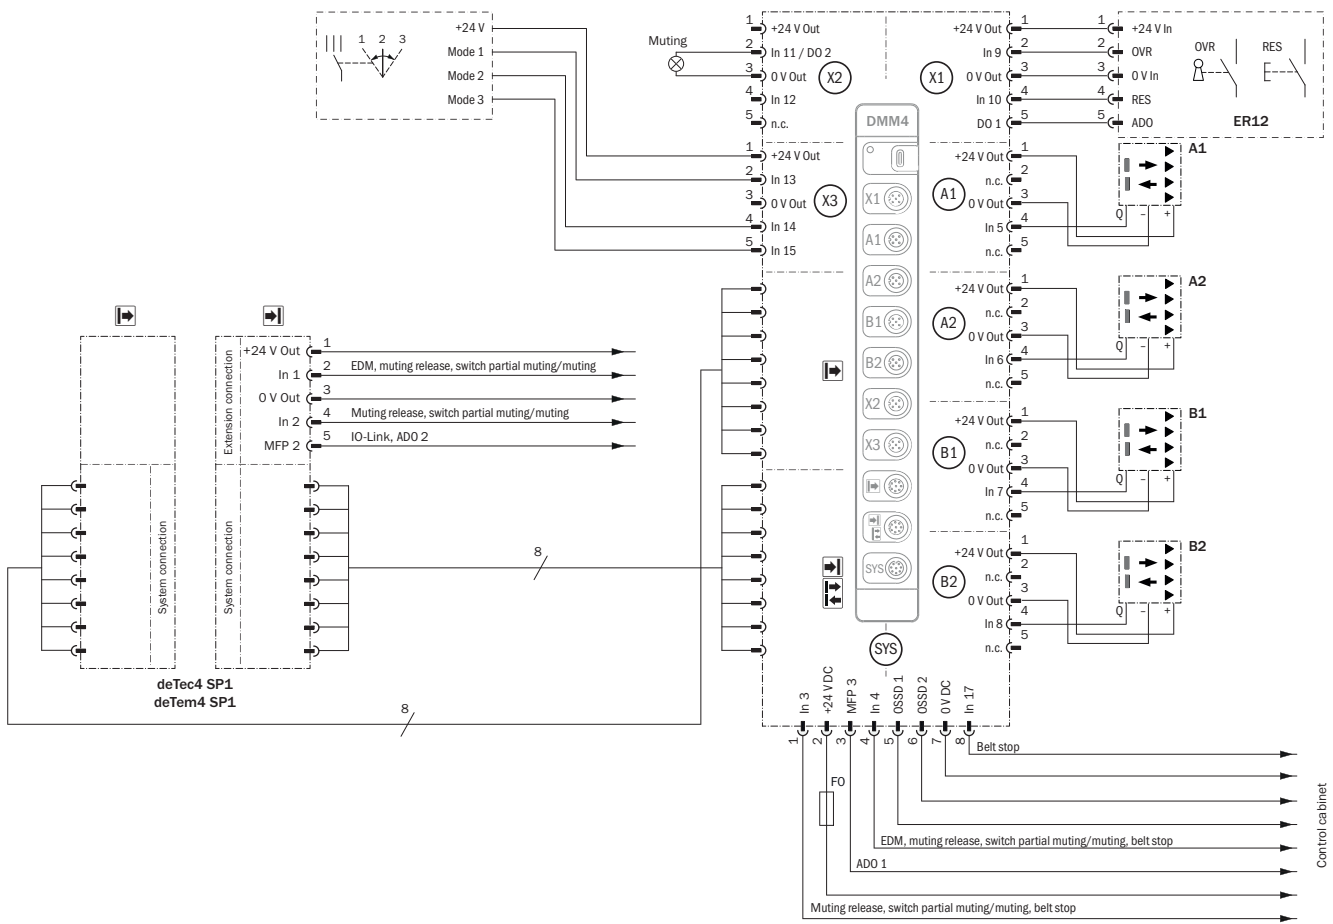 1 2 3
+24 V
Mode 1
Mode 2
Mode 3
Muting
1 +24 V Out
2 In 11 / DO 2
3 0 V Out
4 In 12
5 n.c.
X2
1 +24 V Out
2 In 13
3 0 V Out
4 In 14
5 In 15
X3
DMM4
X1
A1
A2
B1
B2
X2
X3
SYS
SYS
X1
+24 V Out 1
In 9 2
0 V Out 3
In 10 4
DO 1 5
1 +24 V In
2 OVR
3 0 V In
4 RES
5 ADO
OVR
RES
ER12
A1
+24 V Out 1
n.c. 2
0 V Out 3
In 5 4
n.c. 5
A1
Q – +
A2
+24 V Out 1
n.c. 2
0 V Out 3
In 6 4
n.c. 5
A2
Q – +
B1
+24 V Out 1
n.c. 2
0 V Out 3
In 7 4
n.c. 5
B1
Q – +
B2
+24 V Out 1
n.c. 2
0 V Out 3
In 8 4
n.c. 5
B2
Q – +
Extension connection
+24 V Out 1
In 1 2 EDM, muting release, switch partial muting/muting
0 V Out 3
In 2 4 Muting release, switch partial muting/muting
MFP 2 5 IO-Link, ADO 2
System connection
System connection
8
8
deTec4 SP1
deTem4 SP1
In 3
+24 V DC
MFP 3
In 4
OSSD 1
OSSD 2
0 V DC
In 17
1 2 3 4 5 6 7 8
Belt stop
F0
EDM, muting release, switch partial muting/muting, belt stop
ADO 1
Muting release, switch partial muting/muting, belt stop
Control cabinet